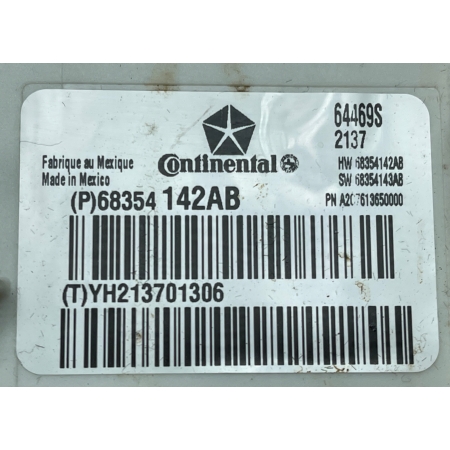 64469S
2137
Fabrique au Mexique
Made in Mexico
Continental
HW 68354142AB
SW 68354143AB
(P)68354 142AB
PN A2C7613650000
(T)YH213701306